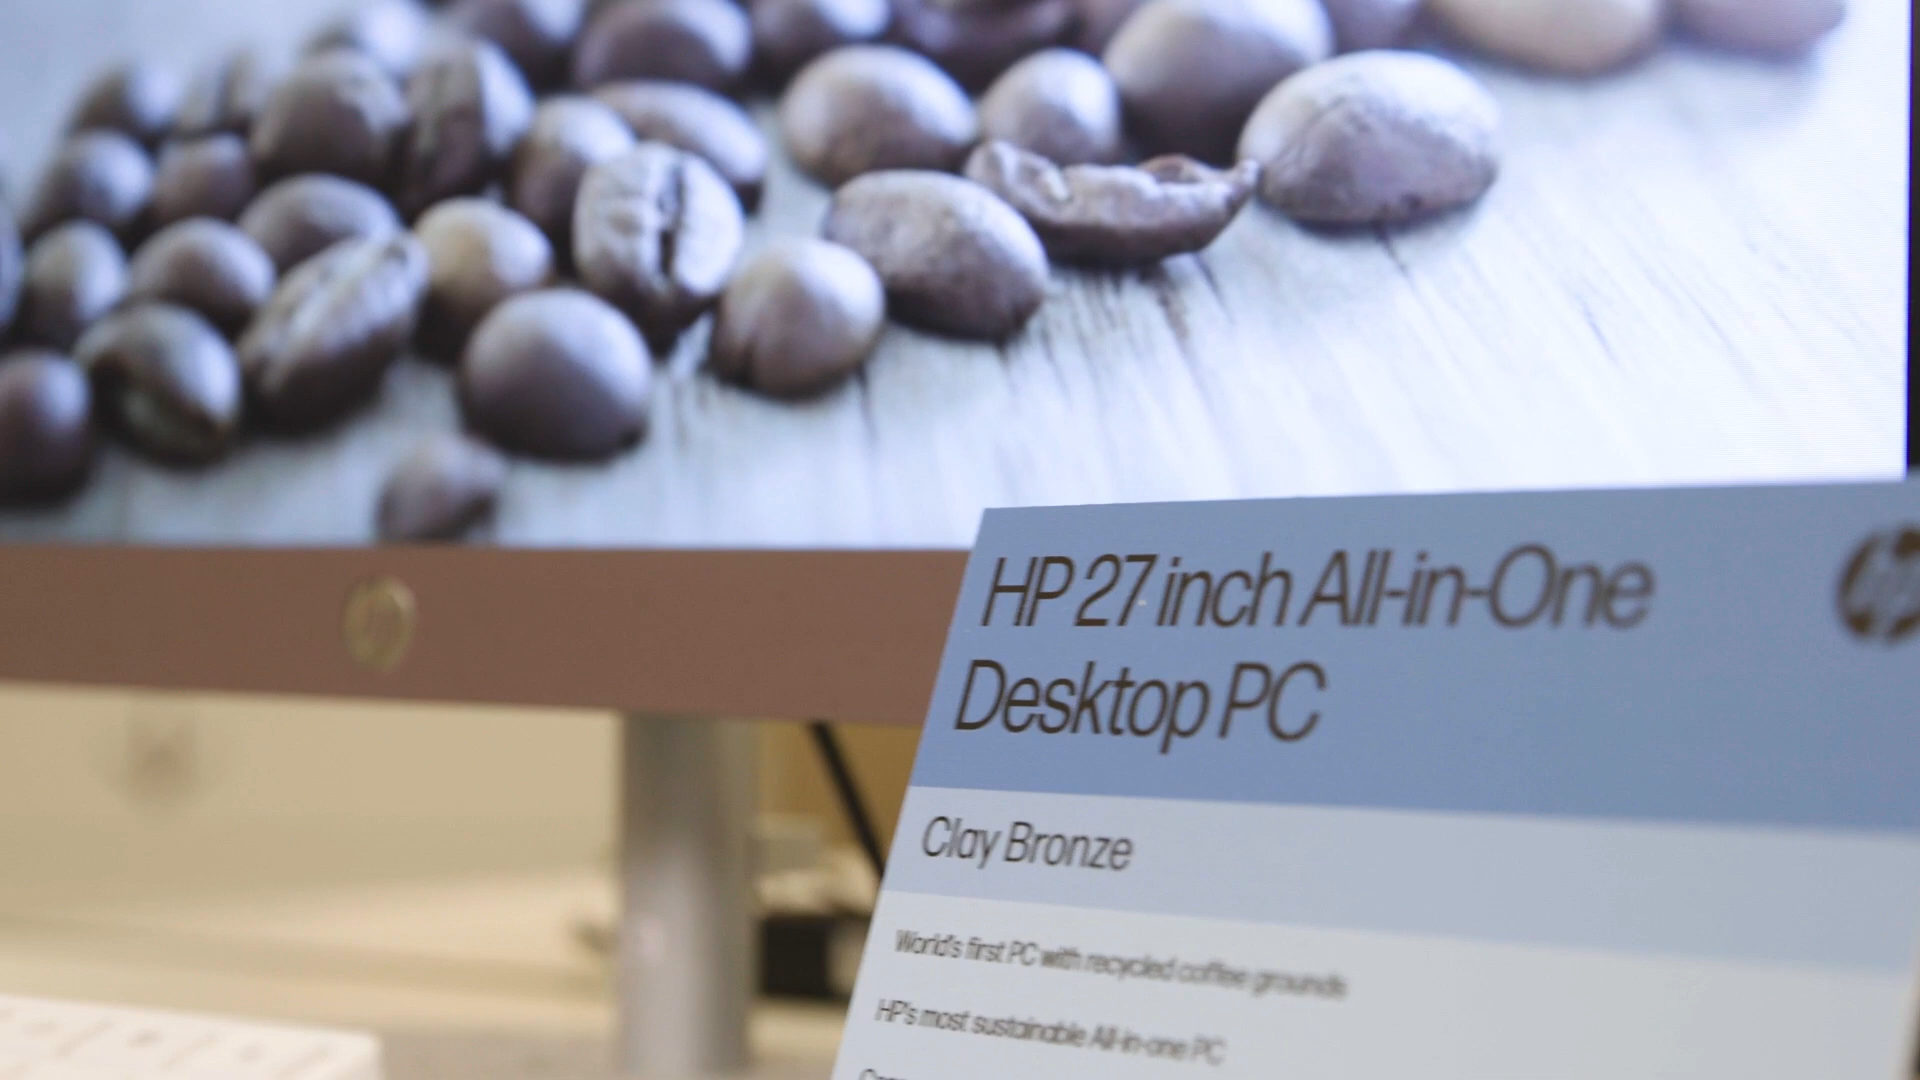 HP 27 inch All-in-One
Desktop PC
Clay Bronze
World's first PC with recycled coffee grounds
HP's most sustainable All-in-one PC